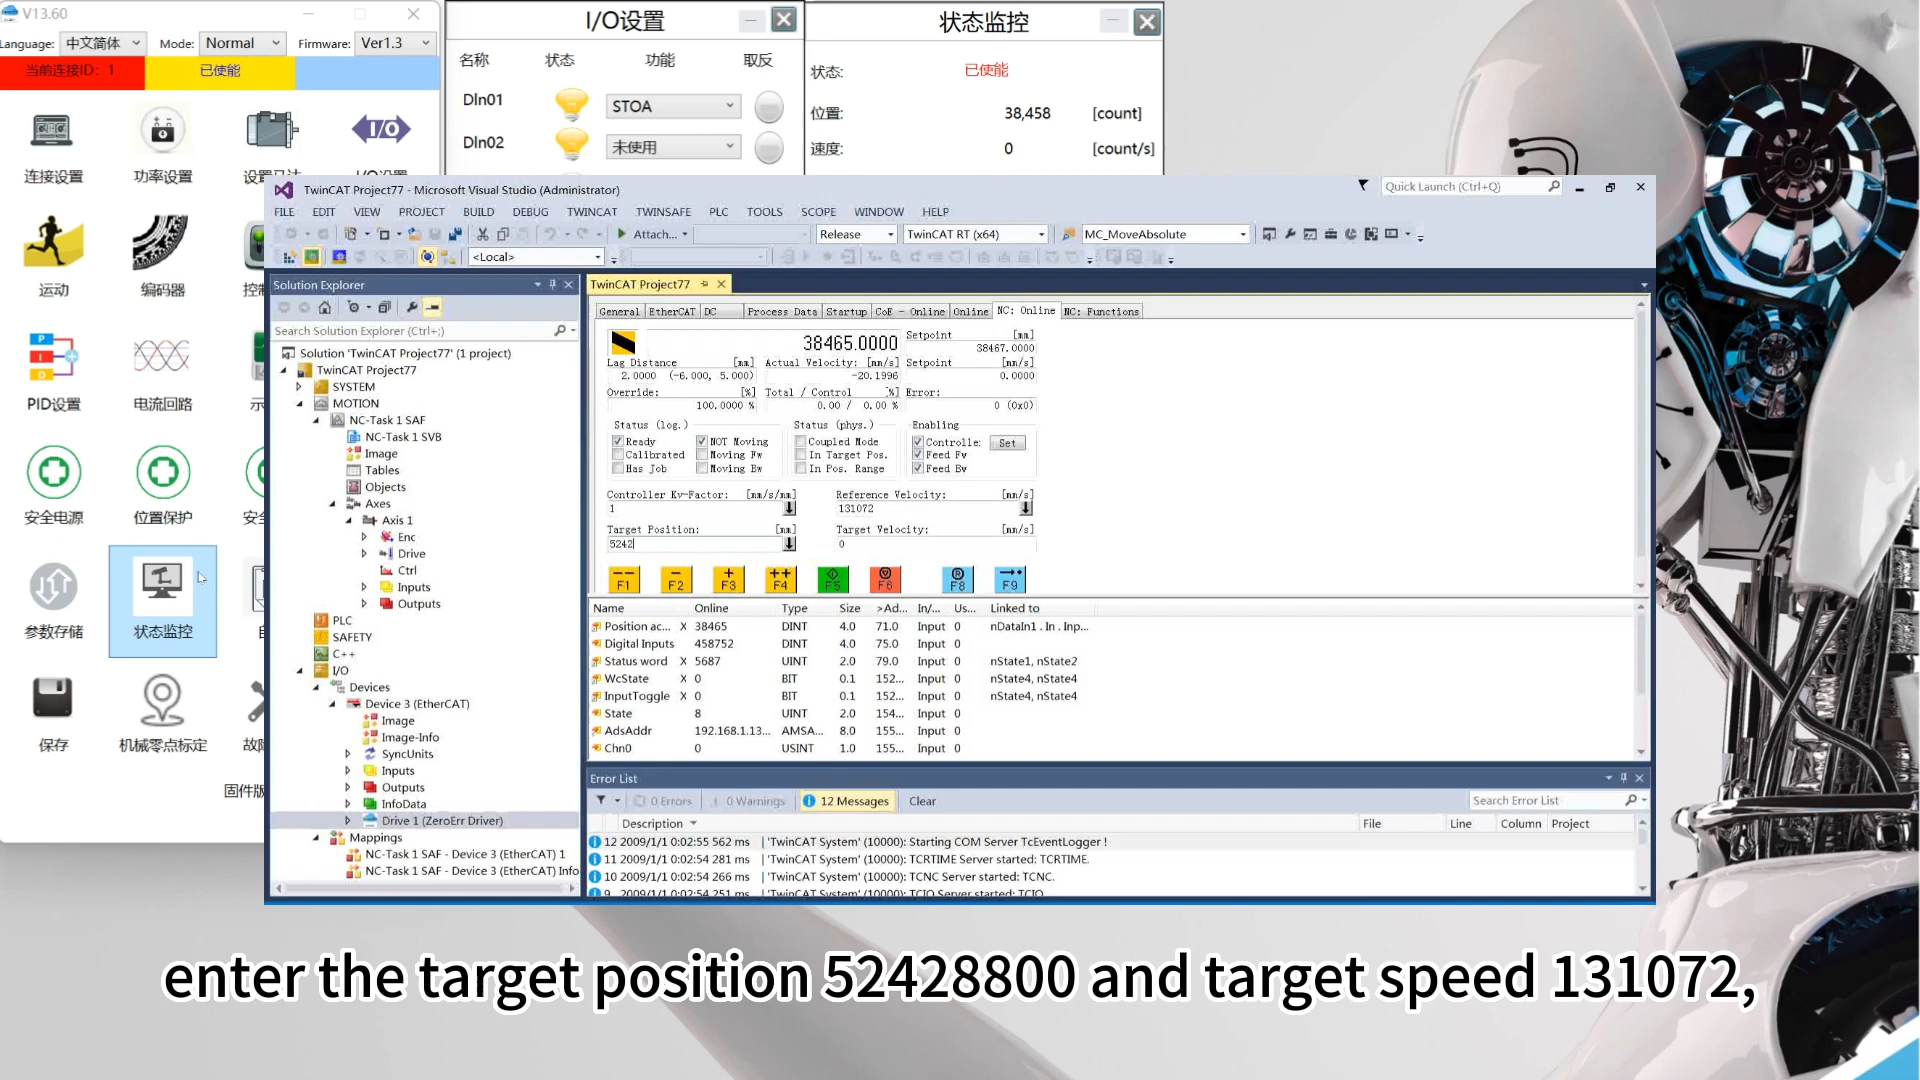 V13.60
Language: 中文简体 Mode: Normal Firmware: Ver1.3
当前连接ID: 1 已使能
连接设置 功率设置
I/O
运动 编码器
P
I
D
PID设置 电流回路
安全电源 位置保护
参数存储 状态监控
保存 机械零点标定
I/O设置
名称 状态 功能 取反
DIn01 STOA
DIn02 未使用
状态监控
状态: 已使能
位置: 38,458 [count]
速度: 0 [count/s]
TwinCAT Project77 - Microsoft Visual Studio (Administrator)
Quick Launch (Ctrl+Q)
FILE EDIT VIEW PROJECT BUILD DEBUG TWINCAT TWINSAFE PLC TOOLS SCOPE WINDOW HELP
Attach... Release TwinCAT RT (x64) MC_MoveAbsolute
<Local>
Solution Explorer
Search Solution Explorer (Ctrl+;)
Solution 'TwinCAT Project77' (1 project)
TwinCAT Project77
SYSTEM
MOTION
NC-Task 1 SAF
NC-Task 1 SVB
Image
Tables
Objects
Axes
Axis 1
Enc
Drive
Ctrl
Inputs
Outputs
PLC
SAFETY
C++
I/O
Devices
Device 3 (EtherCAT)
Image
Image-Info
SyncUnits
Inputs
Outputs
InfoData
Drive 1 (ZeroErr Driver)
Mappings
NC-Task 1 SAF - Device 3 (EtherCAT) 1
NC-Task 1 SAF - Device 3 (EtherCAT) Info
TwinCAT Project77
General EtherCAT DC Process Data Startup CoE - Online Online NC: Online NC: Functions
38465.0000
Setpoint [mm]
38467.0000
Lag Distance [mm] Actual Velocity: [mm/s] Setpoint [mm/s]
2.0000 (-6.000, 5.000) -20.1996 0.0000
Override: [%] Total / Control [%] Error:
100.0000 % 0.00 / 0.00 % 0 (0x0)
Status (log.) Status (phys.) Enabling
Ready NOT Moving Coupled Mode Controlle: Set
Calibrated Moving Fw In Target Pos. Feed Fw
Has Job Moving Bw In Pos. Range Feed Bw
Controller Kv-Factor: [mm/s/mm] Reference Velocity: [mm/s]
1 131072
Target Position: [mm] Target Velocity: [mm/s]
5242 0
F1 F2 F3 F4 F5 F6 F8 F9
Name Online Type Size >Ad... In/... Us... Linked to
Position ac... X 38465 DINT 4.0 71.0 Input 0 nDataIn1 . In . Inp...
Digital Inputs 458752 DINT 4.0 75.0 Input 0
Status word X 5687 UINT 2.0 79.0 Input 0 nState1, nState2
WcState X 0 BIT 0.1 152... Input 0 nState4, nState4
InputToggle X 0 BIT 0.1 152... Input 0 nState4, nState4
State 8 UINT 2.0 154... Input 0
AdsAddr 192.168.1.13... AMSA... 8.0 155... Input 0
Chn0 0 USINT 1.0 155... Input 0
Error List
0 Errors 0 Warnings 12 Messages Clear Search Error List
Description File Line Column Project
12 2009/1/1 0:02:55 562 ms | 'TwinCAT System' (10000): Starting COM Server TcEventLogger !
11 2009/1/1 0:02:54 281 ms | 'TwinCAT System' (10000): TCRTIME Server started: TCRTIME.
10 2009/1/1 0:02:54 266 ms | 'TwinCAT System' (10000): TCNC Server started: TCNC.
9 2009/1/1 0:02:54 251 ms | 'TwinCAT System' (10000): TCIO Server started: TCIO
enter the target position 52428800 and target speed 131072,